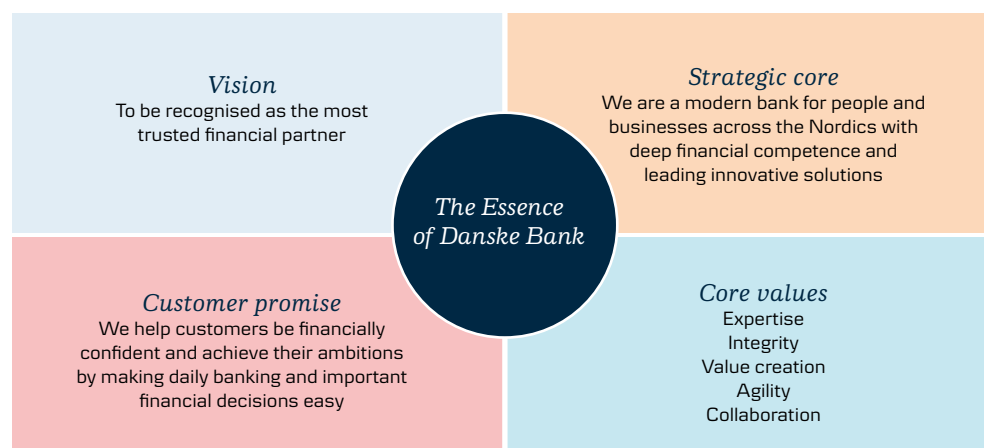 Vision
To be recognised as the most
trusted financial partner
Strategic core
We are a modern bank for people and
businesses across the Nordics with
deep financial competence and
leading innovative solutions
The Essence
of Danske Bank
Customer promise
We help customers be financially
confident and achieve their ambitions
by making daily banking and important
financial decisions easy
Core values
Expertise
Integrity
Value creation
Agility
Collaboration